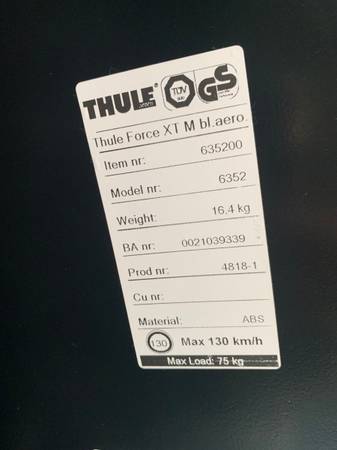 THULE® TÜV GS
Sweden
Thule Force XT M bl.aero.
Item nr: 635200
Model nr: 6352
Weight: 16.4 kg
BA nr: 0021039339
Prod nr: 4818-1
Cu nr:
Material: ABS
130 Max 130 km/h
Max Load: 75 kg